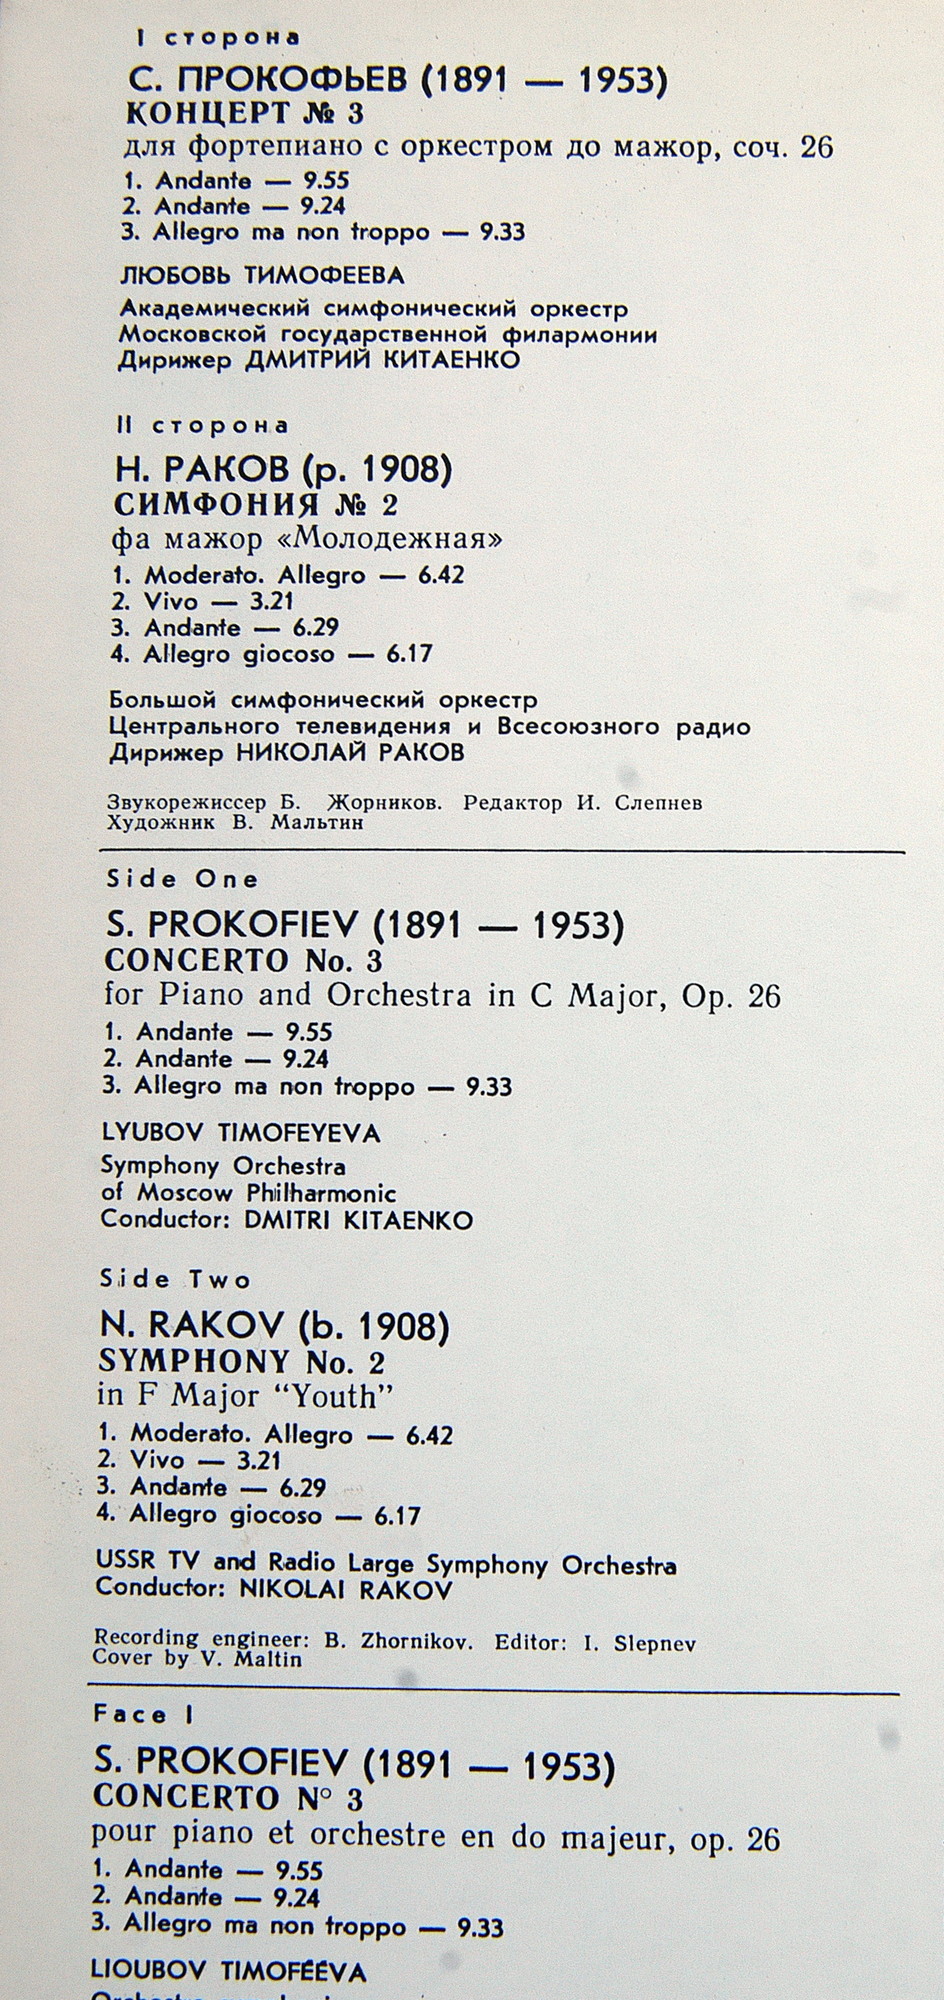 I сторона
С. ПРОКОФЬЕВ (1891 — 1953)
КОНЦЕРТ № 3
для фортепиано с оркестром до мажор, соч. 26
1. Andante — 9.55
2. Andante — 9.24
3. Allegro ma non troppo — 9.33
ЛЮБОВЬ ТИМОФЕЕВА
Академический симфонический оркестр
Московской государственной филармонии
Дирижер ДМИТРИЙ КИТАЕНКО
II сторона
Н. РАКОВ (р. 1908)
СИМФОНИЯ № 2
фа мажор «Молодежная»
1. Moderato. Allegro — 6.42
2. Vivo — 3.21
3. Andante — 6.29
4. Allegro giocoso — 6.17
Большой симфонический оркестр
Центрального телевидения и Всесоюзного радио
Дирижер НИКОЛАЙ РАКОВ
Звукорежиссер Б. Жорников. Редактор И. Слепнев
Художник В. Мальтин
Side One
S. PROKOFIEV (1891 — 1953)
CONCERTO No. 3
for Piano and Orchestra in C Major, Op. 26
1. Andante — 9.55
2. Andante — 9.24
3. Allegro ma non troppo — 9.33
LYUBOV TIMOFEYEVA
Symphony Orchestra
of Moscow Philharmonic
Conductor: DMITRI KITAENKO
Side Two
N. RAKOV (b. 1908)
SYMPHONY No. 2
in F Major “Youth”
1. Moderato. Allegro — 6.42
2. Vivo — 3.21
3. Andante — 6.29
4. Allegro giocoso — 6.17
USSR TV and Radio Large Symphony Orchestra
Conductor: NIKOLAI RAKOV
Recording engineer: B. Zhornikov. Editor: I. Slepnev
Cover by V. Maltin
Face I
S. PROKOFIEV (1891 — 1953)
CONCERTO N° 3
pour piano et orchestre en do majeur, op. 26
1. Andante — 9.55
2. Andante — 9.24
3. Allegro ma non troppo — 9.33
LIOUBOV TIMOFÉÉVA